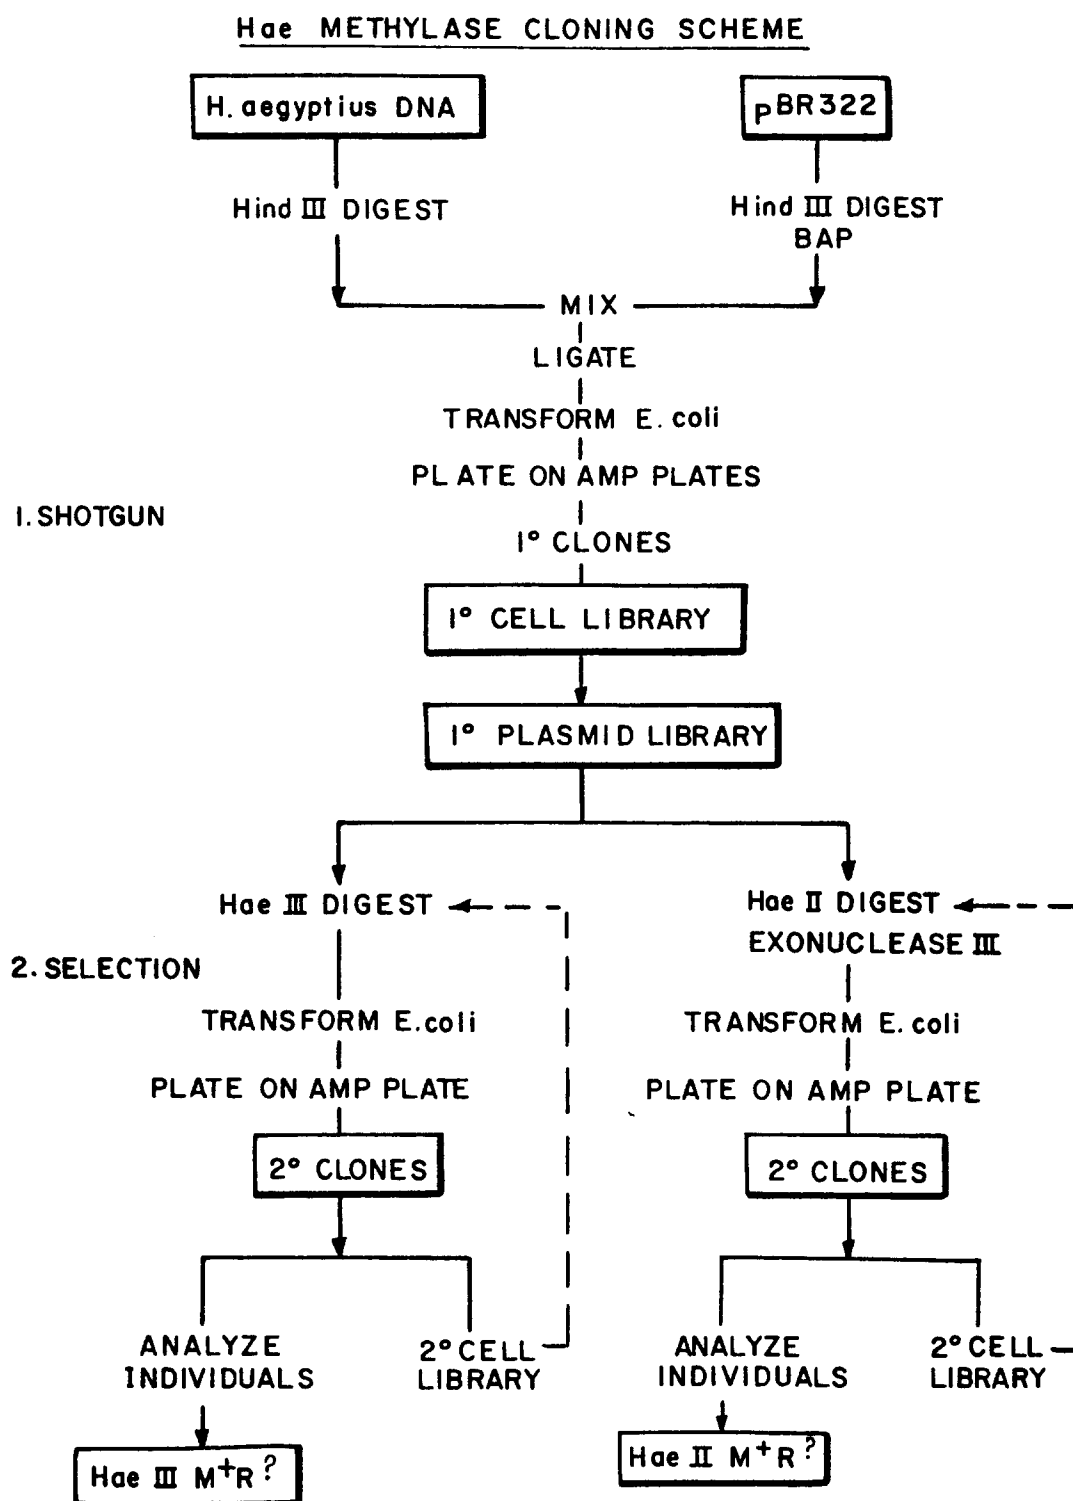 Hae METHYLASE CLONING SCHEME
H. aegyptius DNA
pBR322
Hind III DIGEST
Hind III DIGEST
BAP
MIX
LIGATE
TRANSFORM E. coli
PLATE ON AMP PLATES
1. SHOTGUN
1° CLONES
1° CELL LIBRARY
1° PLASMID LIBRARY
Hae III DIGEST
Hae II DIGEST
EXONUCLEASE III
2. SELECTION
TRANSFORM E. coli
TRANSFORM E. coli
PLATE ON AMP PLATE
PLATE ON AMP PLATE
2° CLONES
2° CLONES
ANALYZE
INDIVIDUALS
2° CELL
LIBRARY
ANALYZE
INDIVIDUALS
2° CELL
LIBRARY
Hae III M⁺R?
Hae II M⁺R?